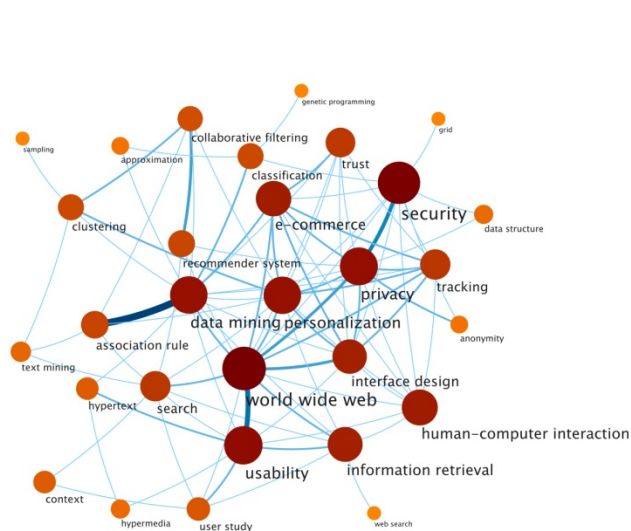 genetic programming
grid
collaborative filtering
sampling
approximation
trust
classification
security
e-commerce
clustering
data structure
recommender system
privacy
tracking
data mining
personalization
anonymity
association rule
text mining
interface design
world wide web
hypertext
search
human-computer interaction
usability
information retrieval
context
hypermedia
user study
web search